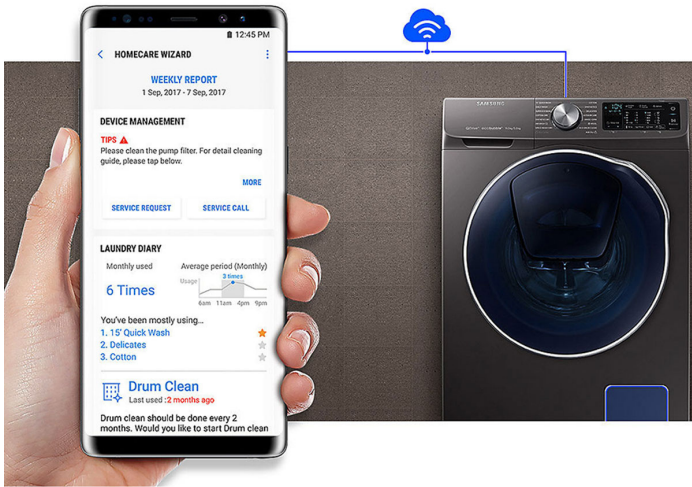 12:45 PM
HOMECARE WIZARD
WEEKLY REPORT
1 Sep, 2017 - 7 Sep, 2017
DEVICE MANAGEMENT
TIPS
Please clean the pump filter. For detail cleaning
guide, please tap below.
MORE
SERVICE REQUEST SERVICE CALL
LAUNDRY DIARY
Monthly used Average period (Monthly)
6 Times
3 times
Usage
6am 11am 4pm 9pm
You've been mostly using...
1. 15' Quick Wash
2. Delicates
3. Cotton
Drum Clean
Last used :2 months ago
Drum clean should be done every 2
months. Would you like to start Drum clean
SAMSUNG